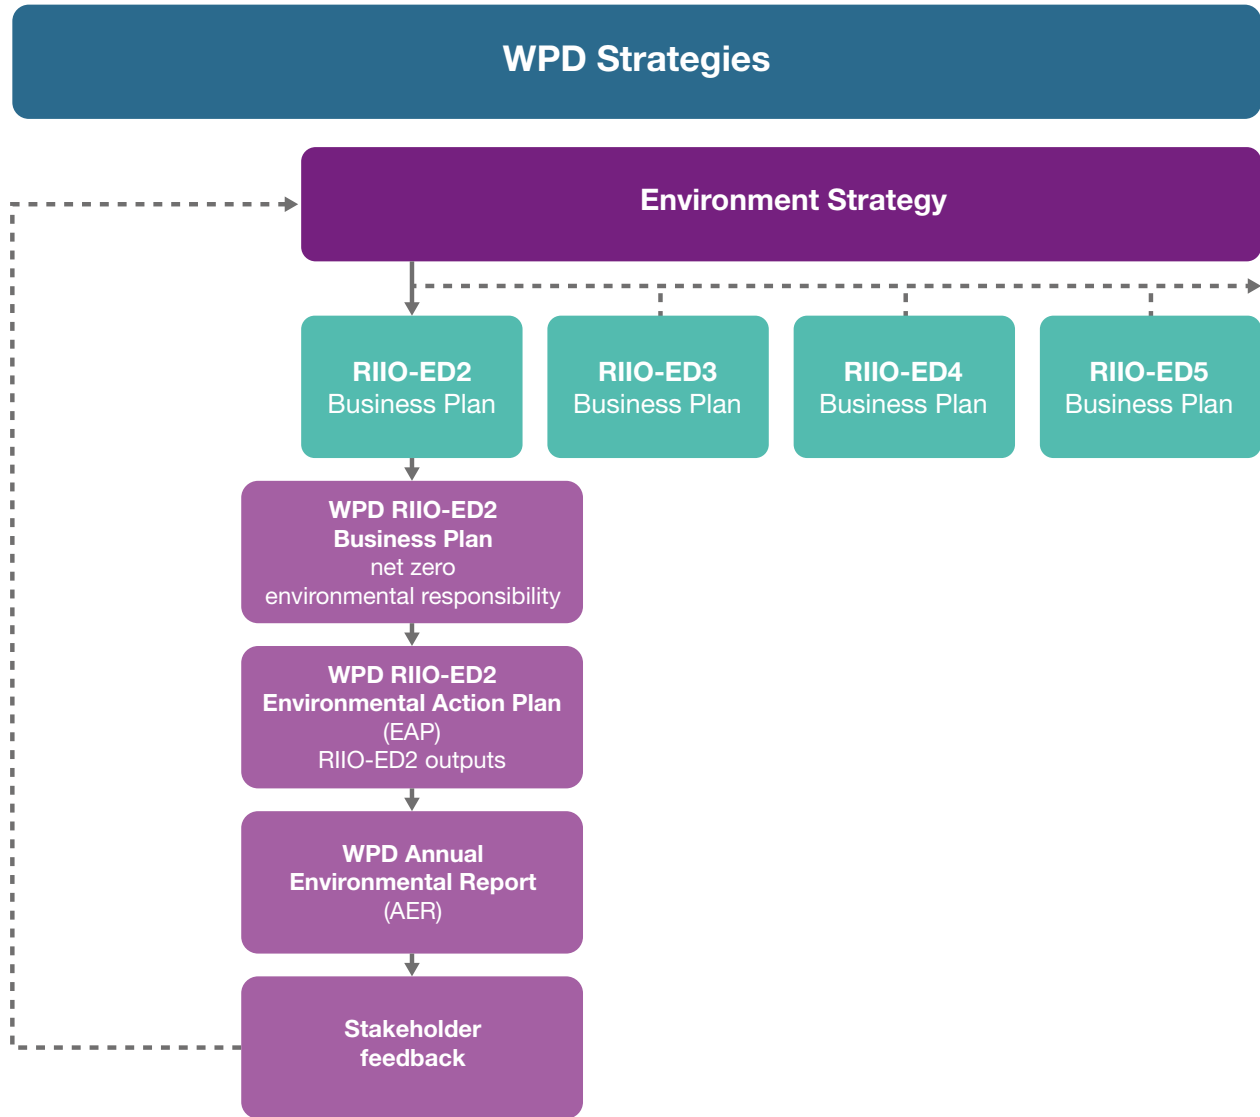 WPD Strategies
Environment Strategy
RIIO-ED2
Business Plan
RIIO-ED3
Business Plan
RIIO-ED4
Business Plan
RIIO-ED5
Business Plan
WPD RIIO-ED2
Business Plan
net zero
environmental responsibility
WPD RIIO-ED2
Environmental Action Plan
(EAP)
RIIO-ED2 outputs
WPD Annual
Environmental Report
(AER)
Stakeholder
feedback